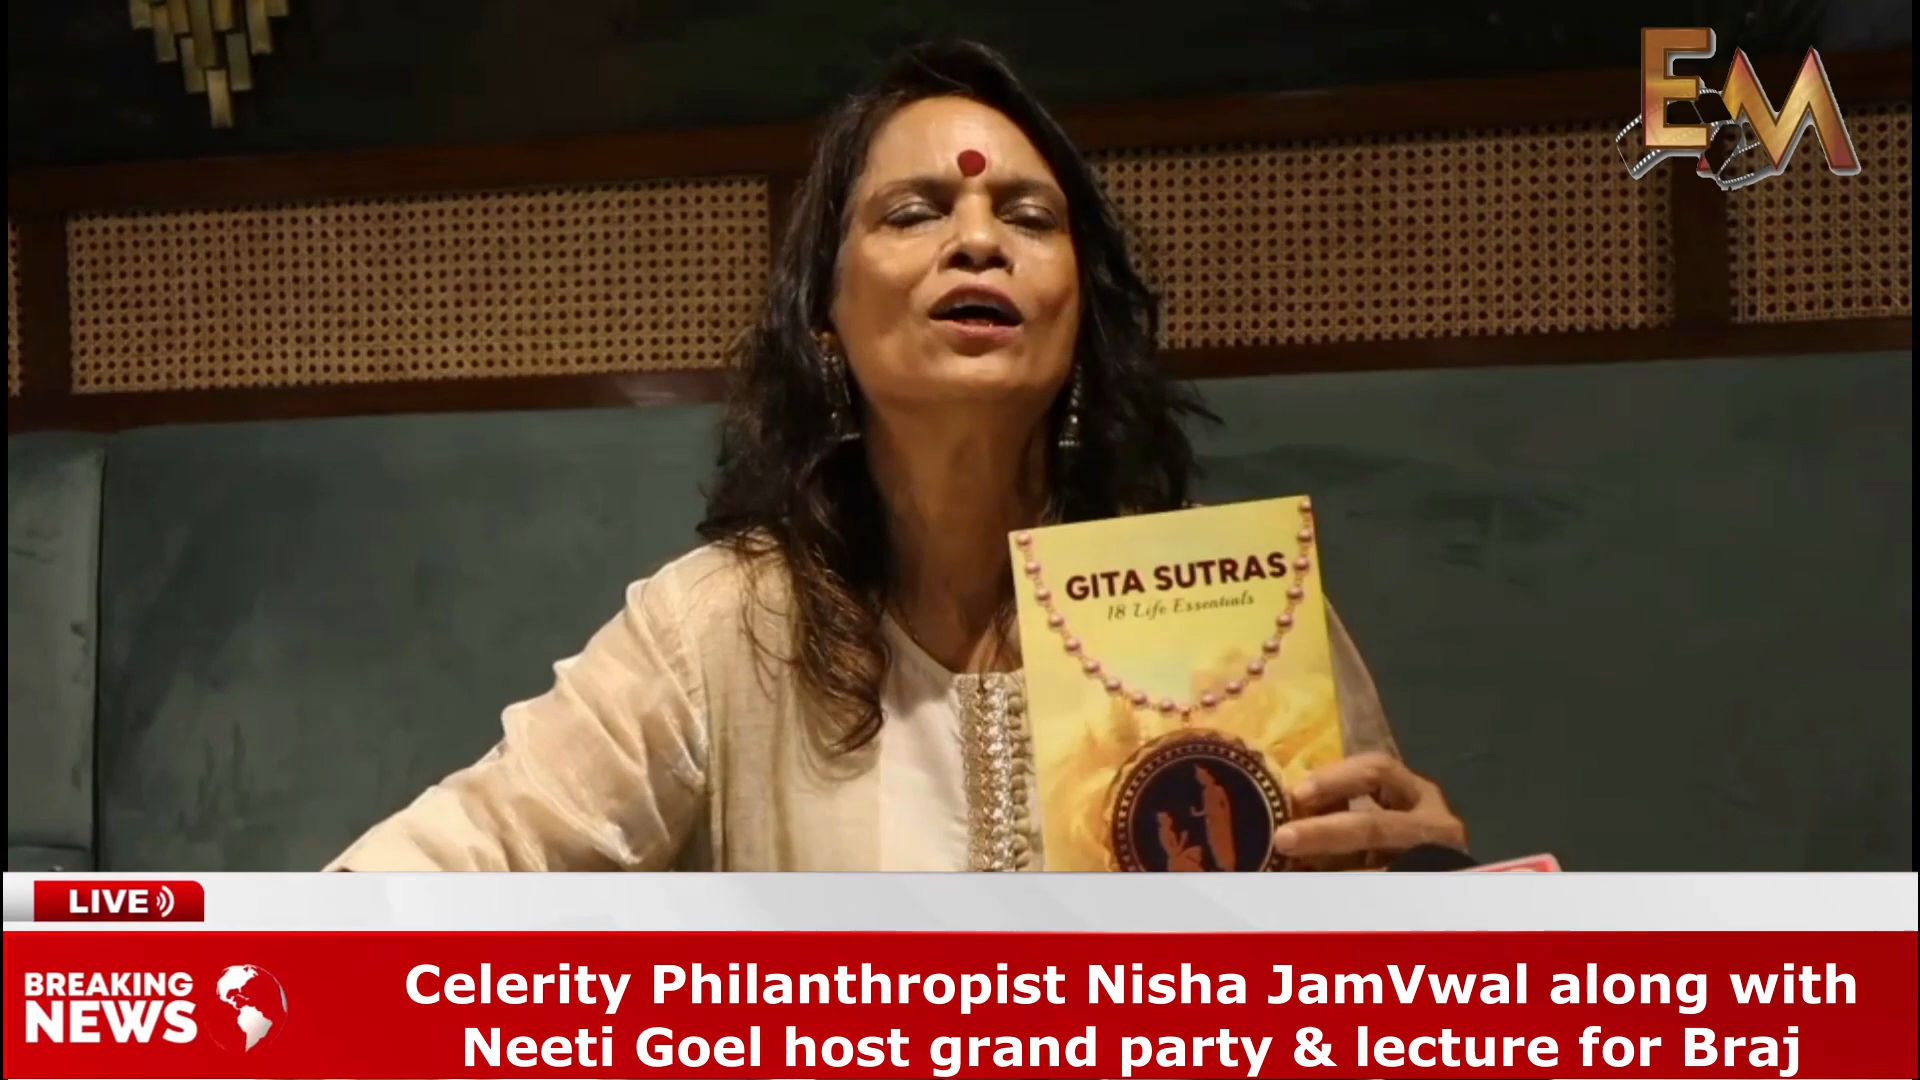 EM
GITA SUTRAS
18 Life Essentials
LIVE
BREAKING
NEWS
Celerity Philanthropist Nisha JamVwal along with
Neeti Goel host grand party & lecture for Braj